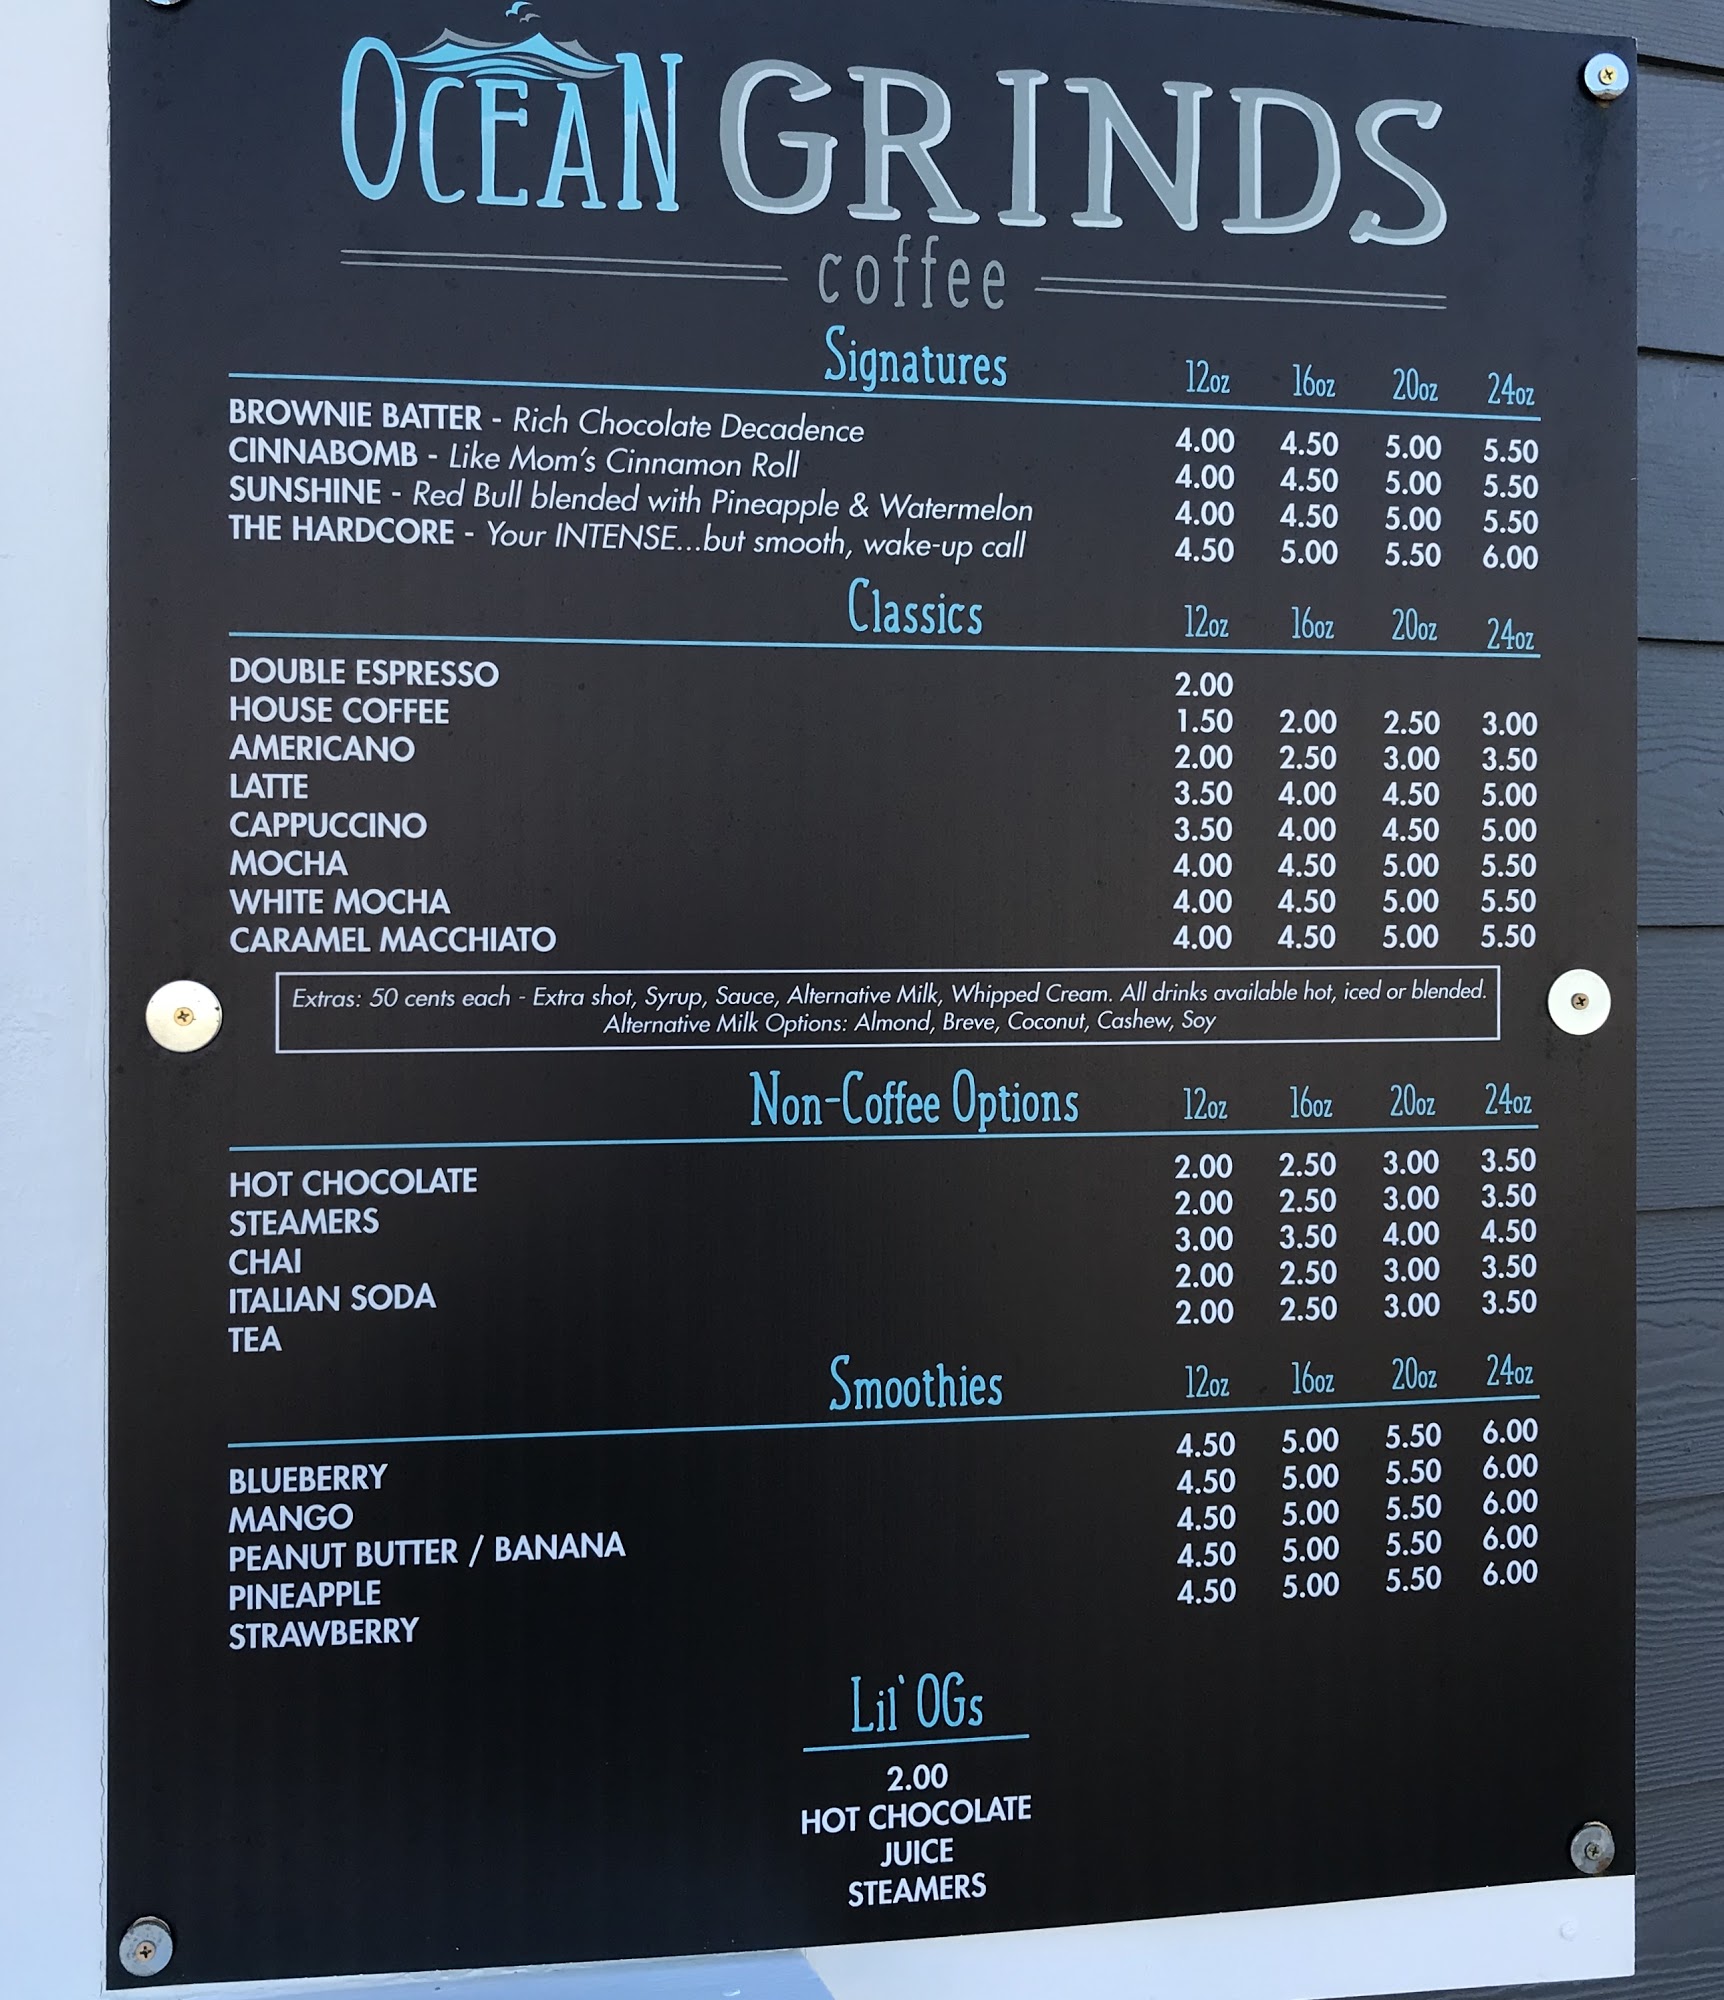 OCEAN GRINDS
coffee
Signatures 12oz 16oz 20oz 24oz
BROWNIE BATTER - Rich Chocolate Decadence 4.00 4.50 5.00 5.50
CINNABOMB - Like Mom's Cinnamon Roll 4.00 4.50 5.00 5.50
SUNSHINE - Red Bull blended with Pineapple & Watermelon 4.00 4.50 5.00 5.50
THE HARDCORE - Your INTENSE...but smooth, wake-up call 4.50 5.00 5.50 6.00
Classics 12oz 16oz 20oz 24oz
DOUBLE ESPRESSO 2.00
HOUSE COFFEE 1.50 2.00 2.50 3.00
AMERICANO 2.00 2.50 3.00 3.50
LATTE 3.50 4.00 4.50 5.00
CAPPUCCINO 3.50 4.00 4.50 5.00
MOCHA 4.00 4.50 5.00 5.50
WHITE MOCHA 4.00 4.50 5.00 5.50
CARAMEL MACCHIATO 4.00 4.50 5.00 5.50
Extras: 50 cents each - Extra shot, Syrup, Sauce, Alternative Milk, Whipped Cream. All drinks available hot, iced or blended.
Alternative Milk Options: Almond, Breve, Coconut, Cashew, Soy
Non-Coffee Options 12oz 16oz 20oz 24oz
HOT CHOCOLATE 2.00 2.50 3.00 3.50
STEAMERS 2.00 2.50 3.00 3.50
CHAI 3.00 3.50 4.00 4.50
ITALIAN SODA 2.00 2.50 3.00 3.50
TEA 2.00 2.50 3.00 3.50
Smoothies 12oz 16oz 20oz 24oz
BLUEBERRY 4.50 5.00 5.50 6.00
MANGO 4.50 5.00 5.50 6.00
PEANUT BUTTER / BANANA 4.50 5.00 5.50 6.00
PINEAPPLE 4.50 5.00 5.50 6.00
STRAWBERRY 4.50 5.00 5.50 6.00
Lil' OGs
2.00
HOT CHOCOLATE
JUICE
STEAMERS